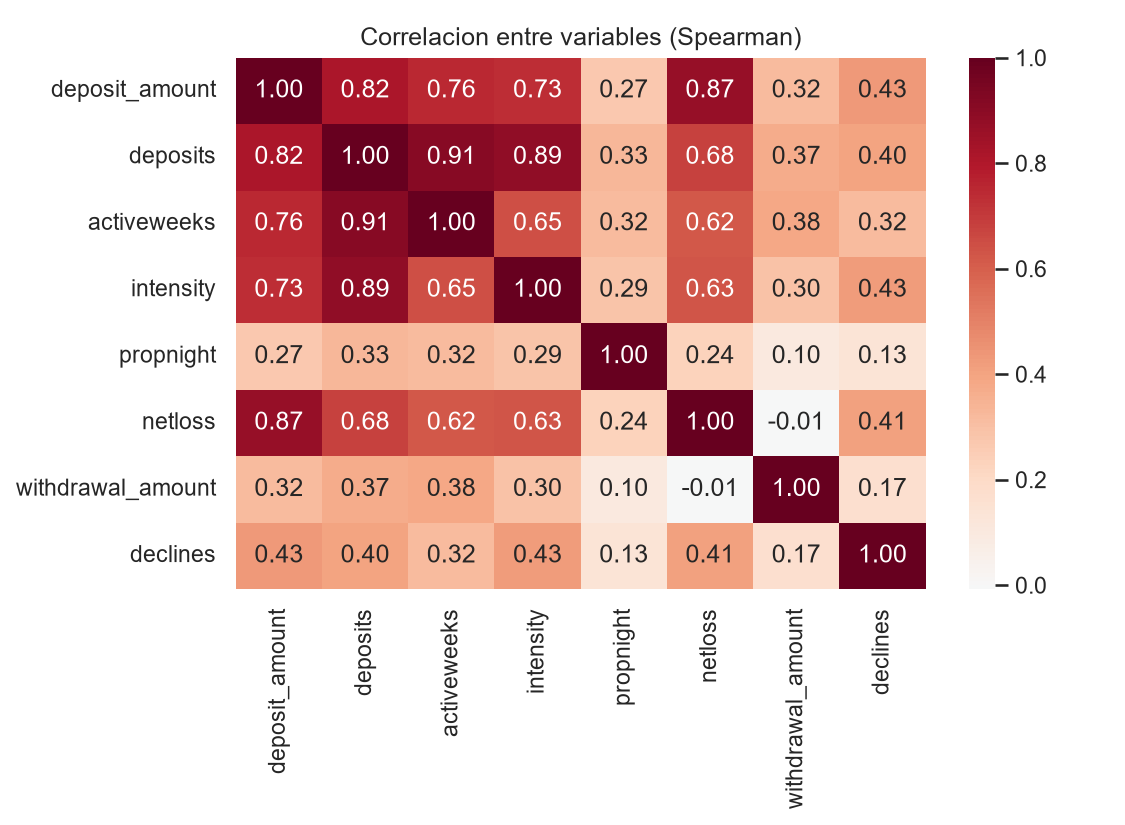 Correlacion entre variables (Spearman)
deposit_amount 1.00 0.82 0.76 0.73 0.27 0.87 0.32 0.43
deposits 0.82 1.00 0.91 0.89 0.33 0.68 0.37 0.40
activeweeks 0.76 0.91 1.00 0.65 0.32 0.62 0.38 0.32
intensity 0.73 0.89 0.65 1.00 0.29 0.63 0.30 0.43
propnight 0.27 0.33 0.32 0.29 1.00 0.24 0.10 0.13
netloss 0.87 0.68 0.62 0.63 0.24 1.00 -0.01 0.41
withdrawal_amount 0.32 0.37 0.38 0.30 0.10 -0.01 1.00 0.17
declines 0.43 0.40 0.32 0.43 0.13 0.41 0.17 1.00
deposit_amount
deposits
activeweeks
intensity
propnight
netloss
withdrawal_amount
declines
1.0
0.8
0.6
0.4
0.2
0.0